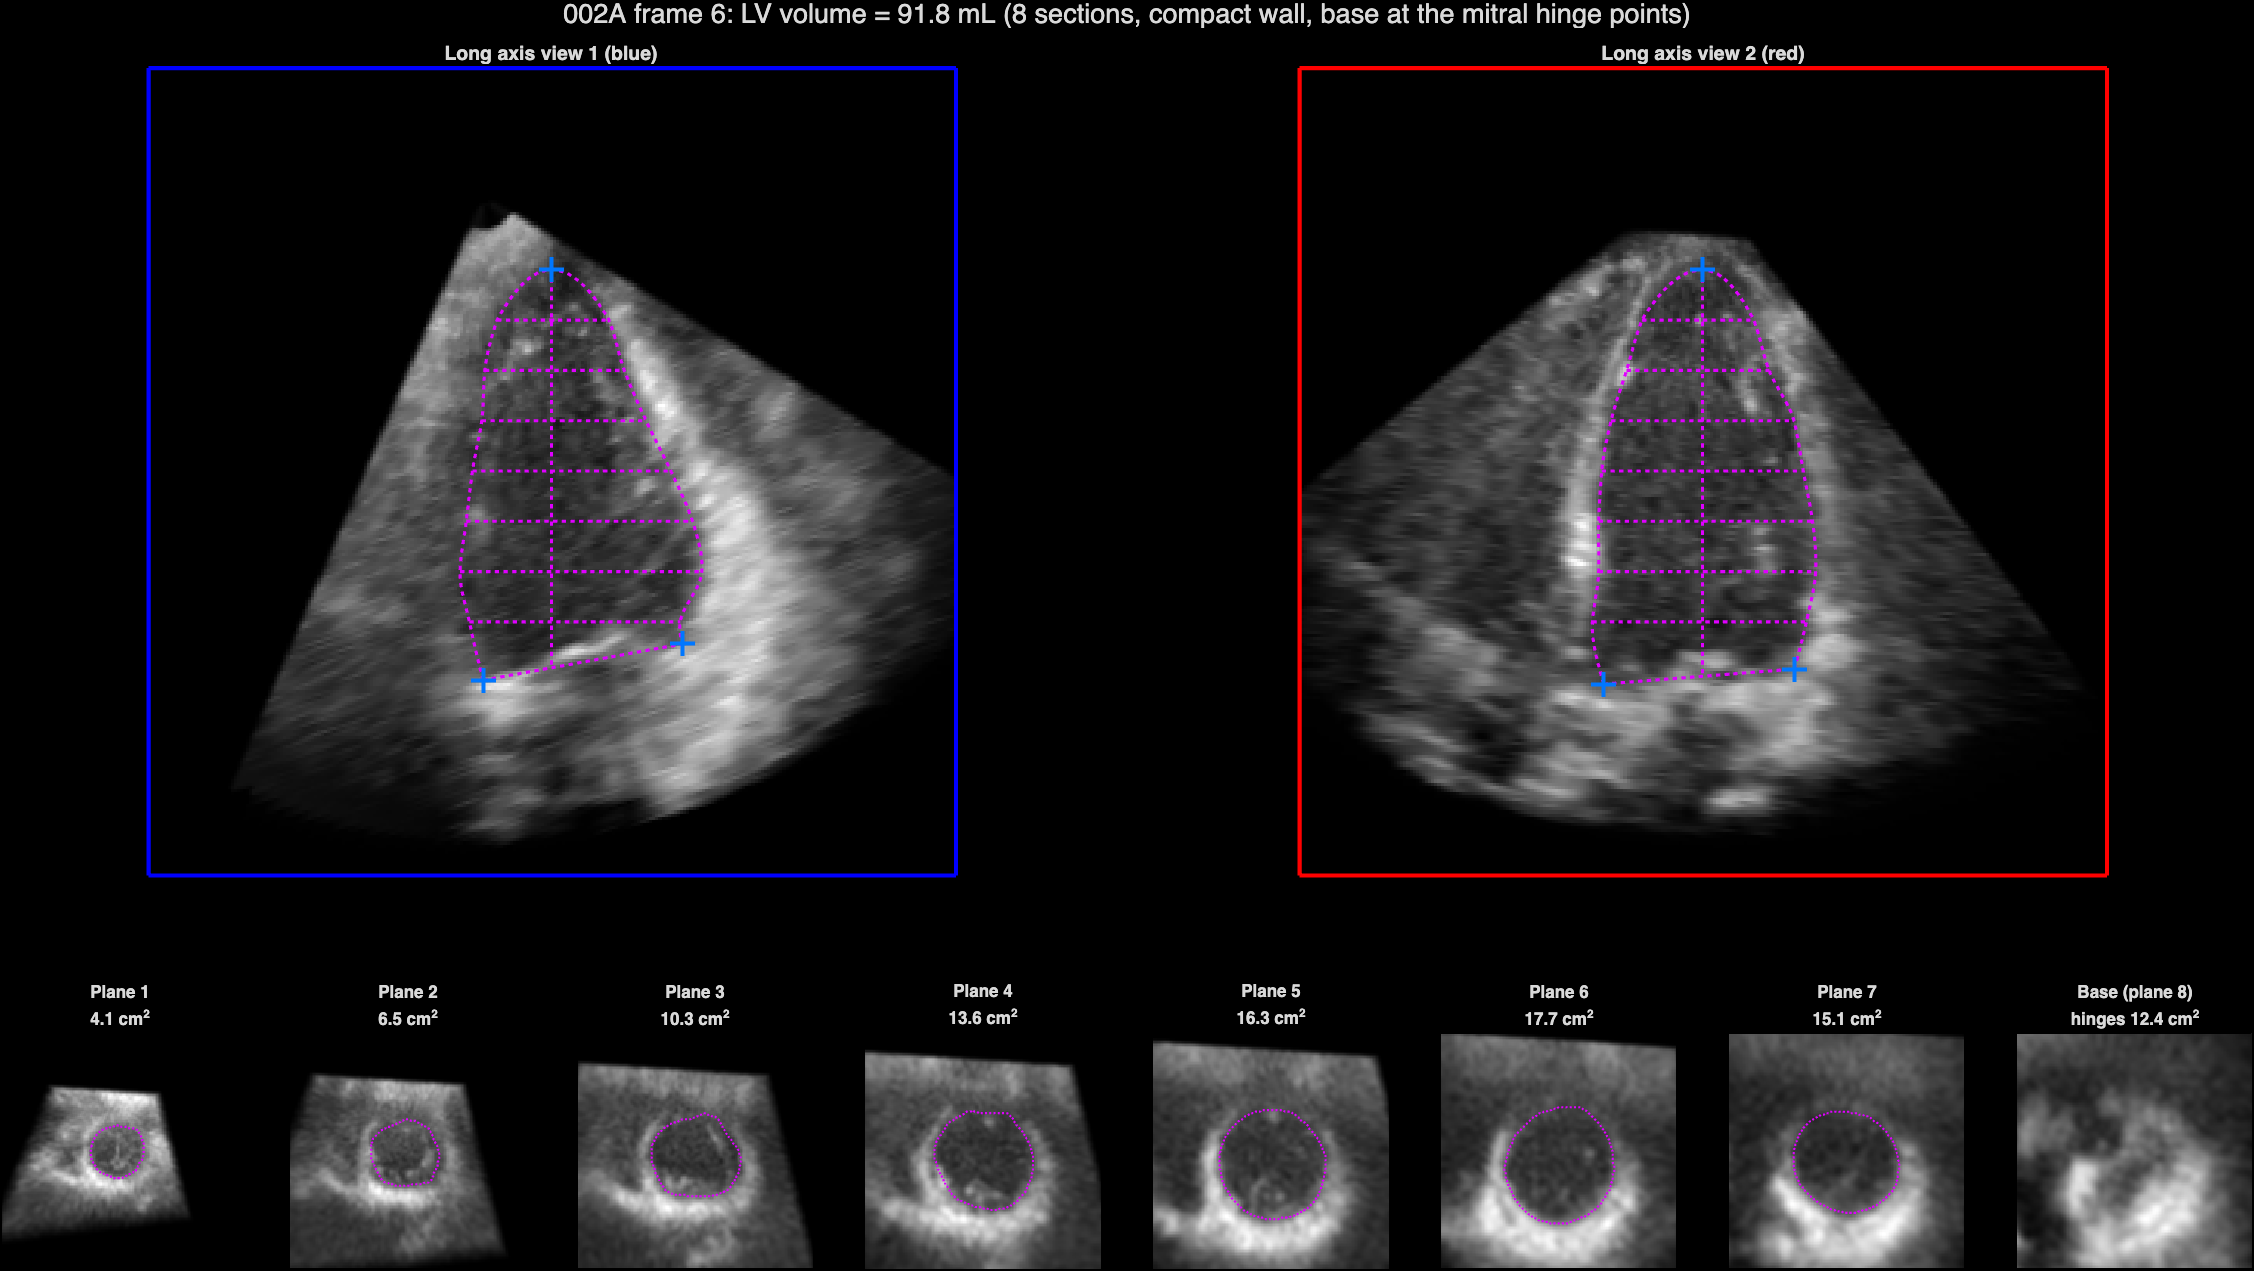 002A frame 6: LV volume = 91.8 mL (8 sections, compact wall, base at the mitral hinge points)
Long axis view 1 (blue)
Long axis view 2 (red)
Plane 1
4.1 cm²
Plane 2
6.5 cm²
Plane 3
10.3 cm²
Plane 4
13.6 cm²
Plane 5
16.3 cm²
Plane 6
17.7 cm²
Plane 7
15.1 cm²
Base (plane 8)
hinges 12.4 cm²